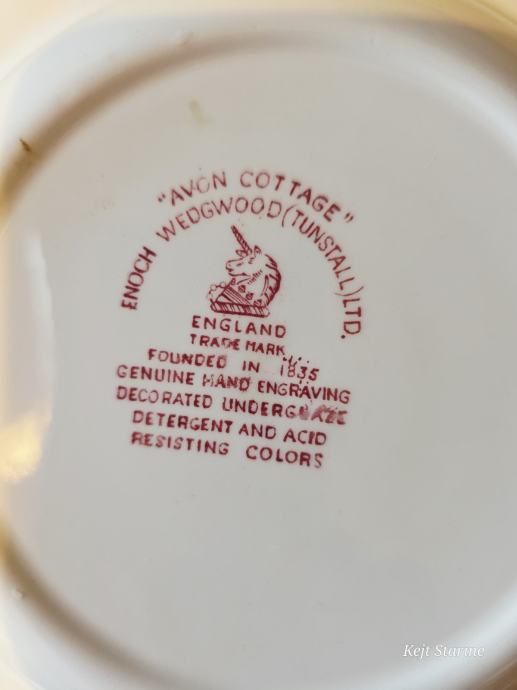 "AVON COTTAGE"
ENOCH WEDGWOOD (TUNSTALL) LTD.
ENGLAND
TRADE MARK
FOUNDED IN 1835
GENUINE HAND ENGRAVING
DECORATED UNDERGLAZE
DETERGENT AND ACID
RESISTING COLORS
Kejt Starine